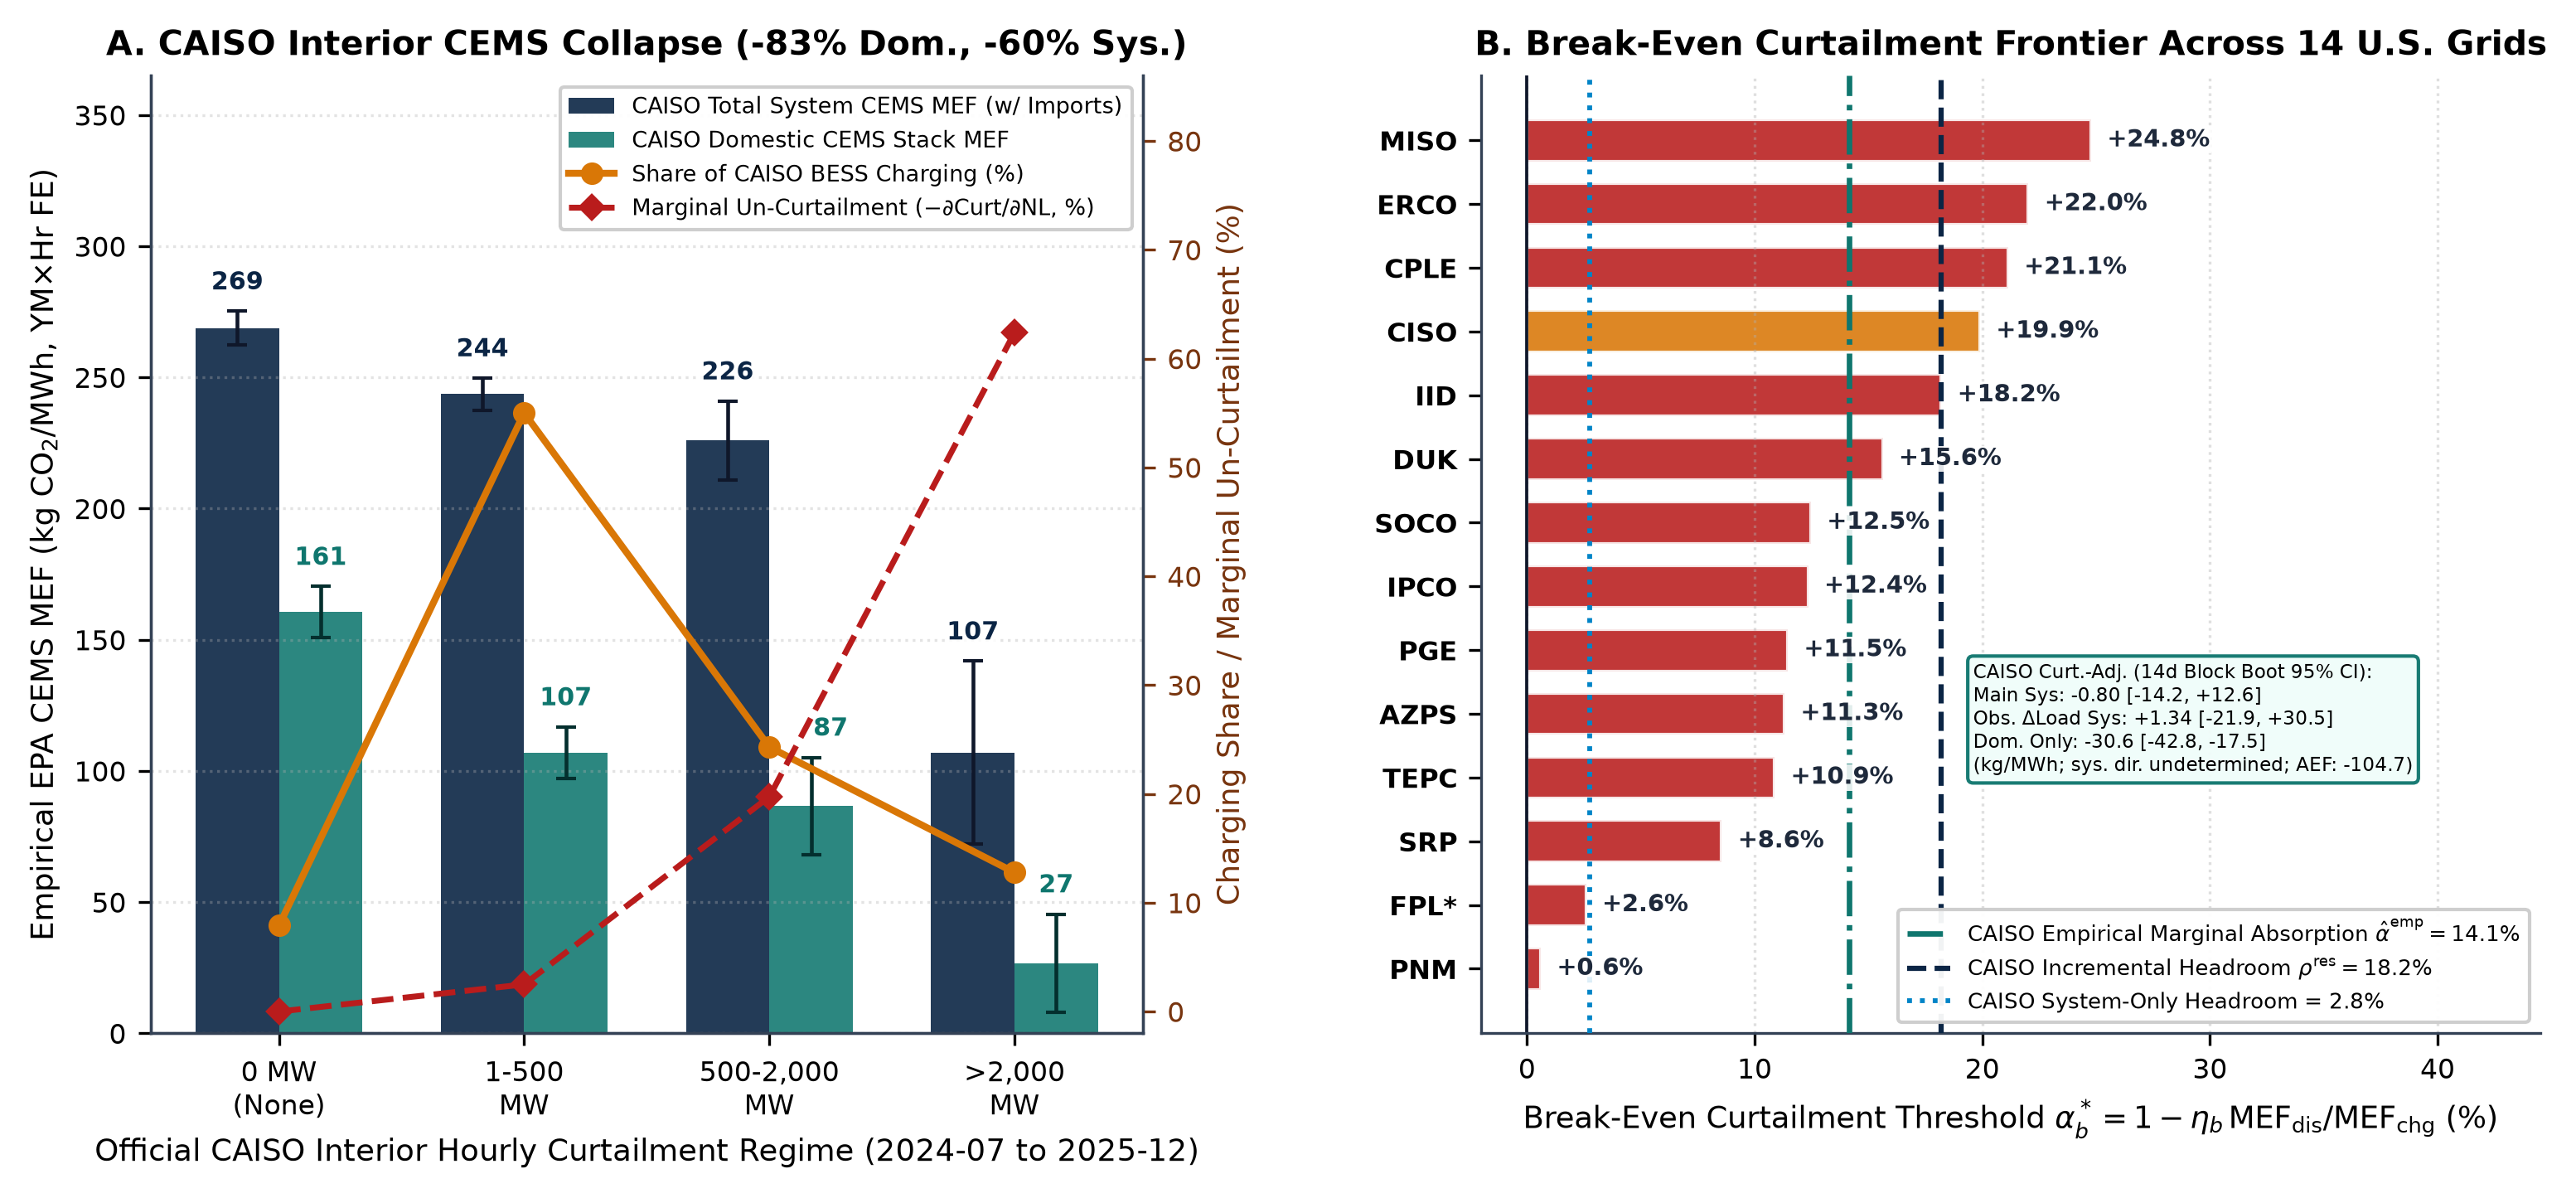 A. CAISO Interior CEMS Collapse (-83% Dom., -60% Sys.)
CAISO Total System CEMS MEF (w/ Imports)
CAISO Domestic CEMS Stack MEF
Share of CAISO BESS Charging (%)
Marginal Un-Curtailment (−∂Curt/∂NL, %)
Empirical EPA CEMS MEF (kg CO₂/MWh, YM×Hr FE)
350
300
250
200
150
100
50
0
269
161
244
107
226
87
107
27
80
70
60
50
40
30
20
10
0
Charging Share / Marginal Un-Curtailment (%)
0 MW
(None)
1-500
MW
500-2,000
MW
>2,000
MW
Official CAISO Interior Hourly Curtailment Regime (2024-07 to 2025-12)
B. Break-Even Curtailment Frontier Across 14 U.S. Grids
MISO +24.8%
ERCO +22.0%
CPLE +21.1%
CISO +19.9%
IID +18.2%
DUK +15.6%
SOCO +12.5%
IPCO +12.4%
PGE +11.5%
AZPS +11.3%
TEPC +10.9%
SRP +8.6%
FPL* +2.6%
PNM +0.6%
CAISO Curt.-Adj. (14d Block Boot 95% CI):
Main Sys: -0.80 [-14.2, +12.6]
Obs. ΔLoad Sys: +1.34 [-21.9, +30.5]
Dom. Only: -30.6 [-42.8, -17.5]
(kg/MWh; sys. dir. undetermined; AEF: -104.7)
CAISO Empirical Marginal Absorption α̂^emp = 14.1%
CAISO Incremental Headroom ρ^res = 18.2%
CAISO System-Only Headroom = 2.8%
0 10 20 30 40
Break-Even Curtailment Threshold α*_b = 1 − η_b MEF_dis/MEF_chg (%)